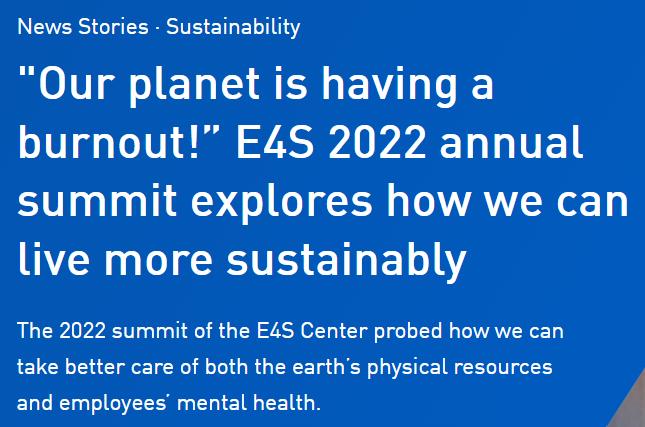 News Stories · Sustainability
"Our planet is having a
burnout!” E4S 2022 annual
summit explores how we can
live more sustainably
The 2022 summit of the E4S Center probed how we can
take better care of both the earth’s physical resources
and employees’ mental health.